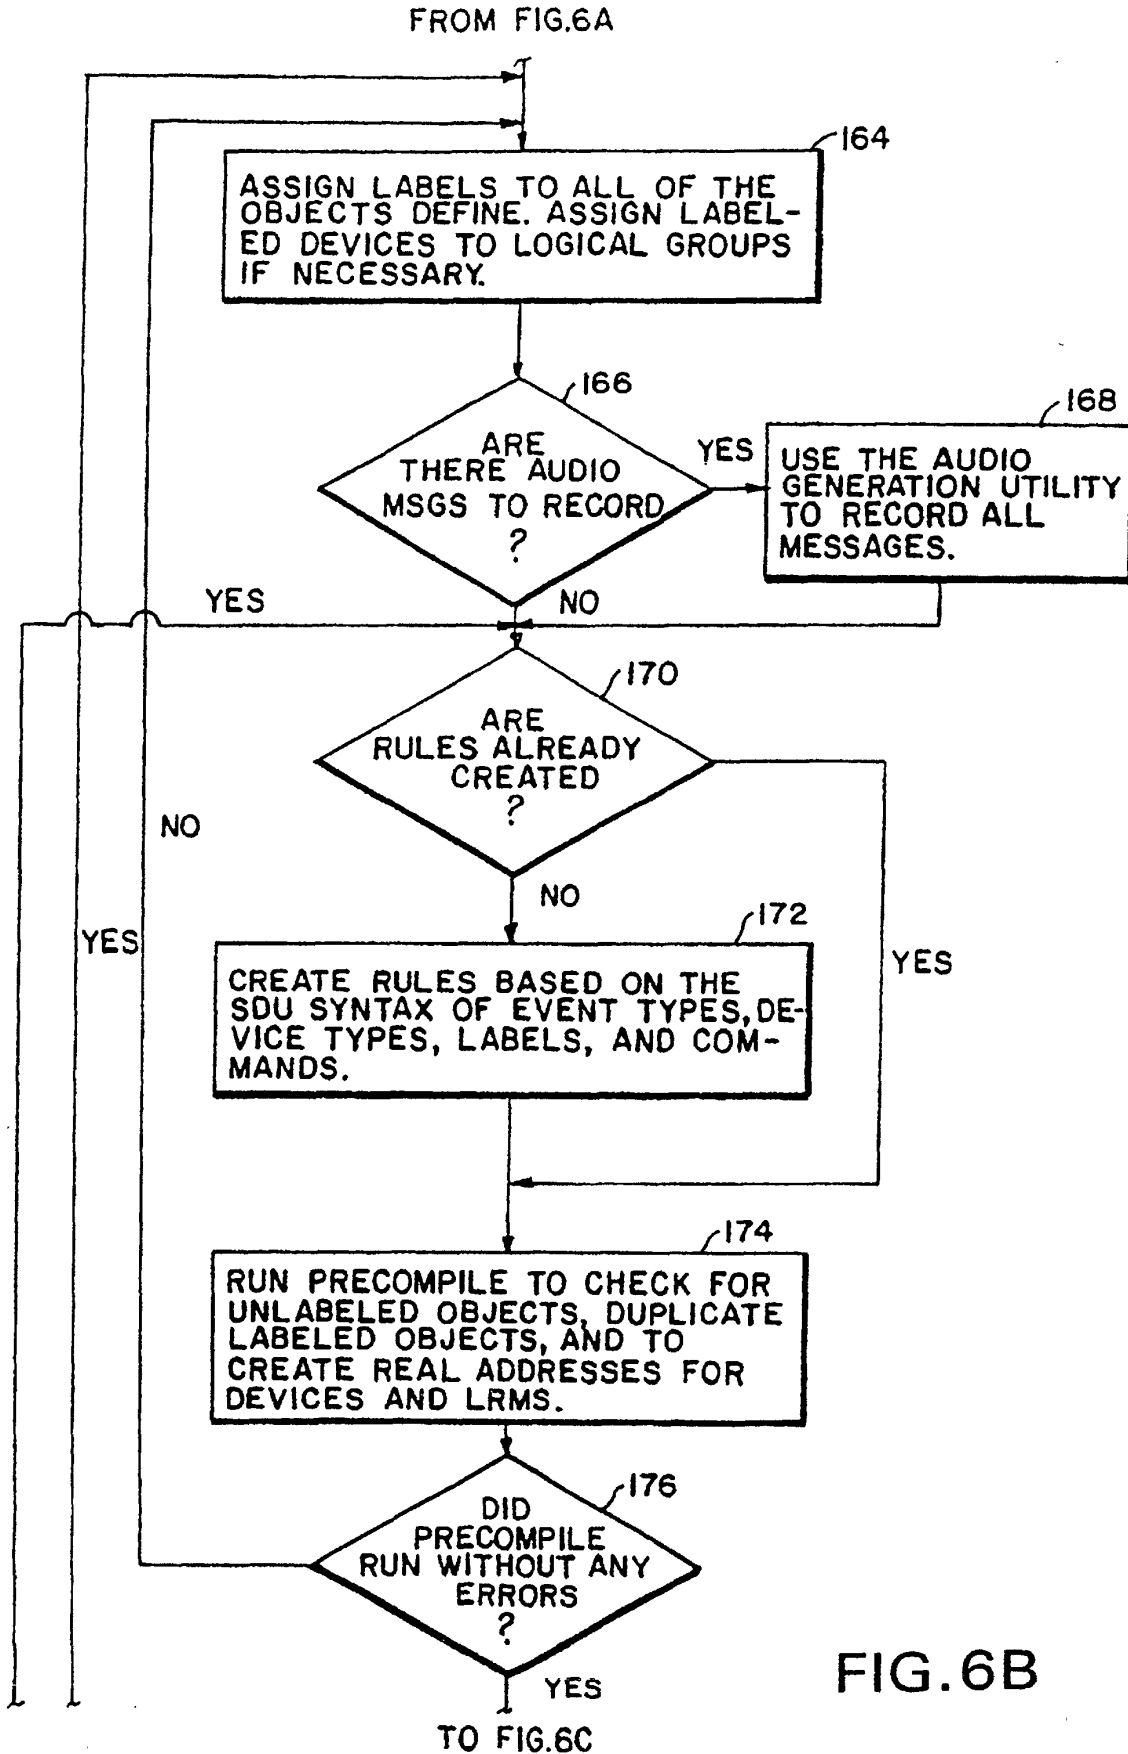 FROM FIG.6A
164
ASSIGN LABELS TO ALL OF THE
OBJECTS DEFINE. ASSIGN LABEL-
ED DEVICES TO LOGICAL GROUPS
IF NECESSARY.
166
ARE
THERE AUDIO
MSGS TO RECORD
?
YES
168
USE THE AUDIO
GENERATION UTILITY
TO RECORD ALL
MESSAGES.
YES
NO
170
ARE
RULES ALREADY
CREATED
?
NO
NO
172
YES
YES
CREATE RULES BASED ON THE
SDU SYNTAX OF EVENT TYPES, DE-
VICE TYPES, LABELS, AND COM-
MANDS.
174
RUN PRECOMPILE TO CHECK FOR
UNLABELED OBJECTS, DUPLICATE
LABELED OBJECTS, AND TO
CREATE REAL ADDRESSES FOR
DEVICES AND LRMS.
176
DID
PRECOMPILE
RUN WITHOUT ANY
ERRORS
?
YES
FIG.6B
TO FIG.6C